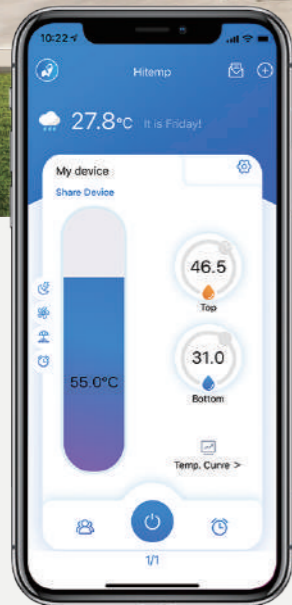 10:22
Hitemp
27.8°C It is Friday!
My device
Share Device
46.5
Top
55.0°C
31.0
Bottom
Temp. Curve >
1/1